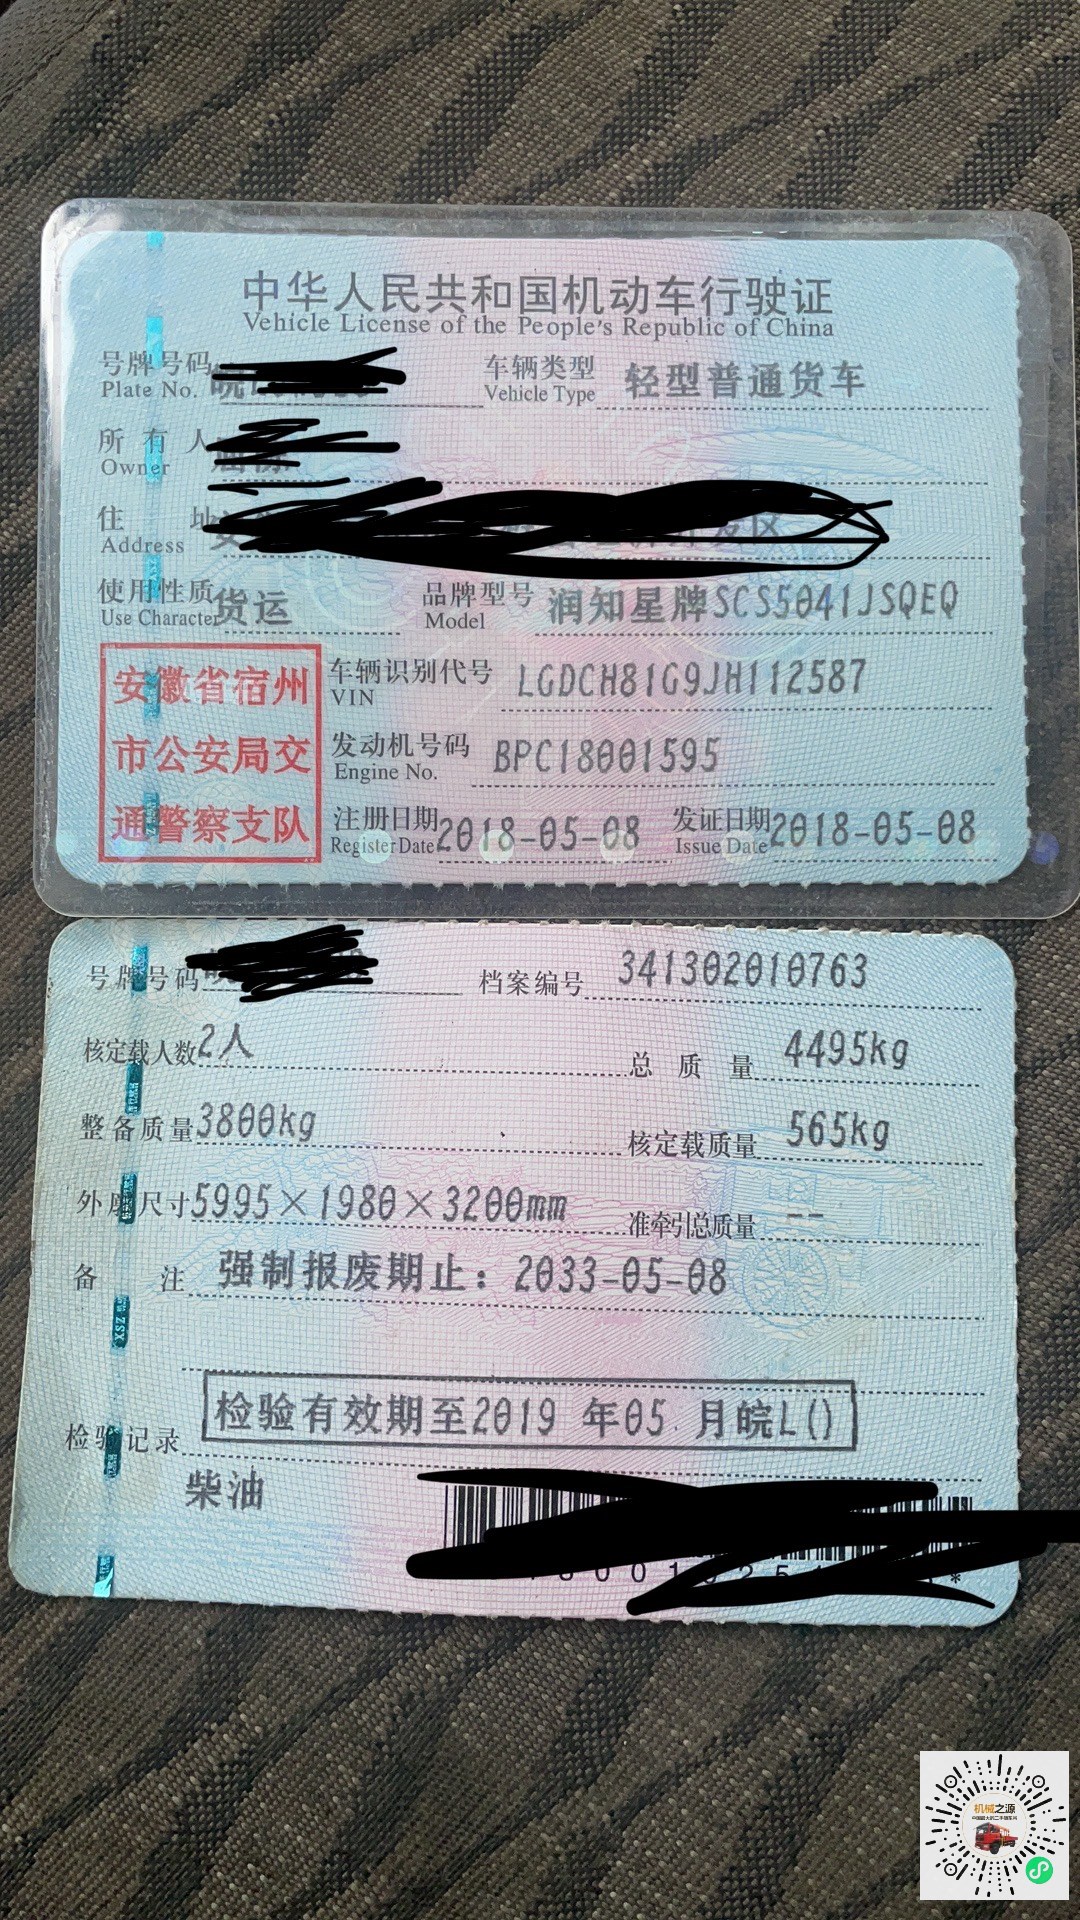 中华人民共和国机动车行驶证
Vehicle License of the People's Republic of China
号牌号码 车辆类型 轻型普通货车
Plate No. Vehicle Type
所有人
Owner
住址
Address
使用性质 货运 品牌型号 润知星牌SCS5041JSQEQ
Use Character Model
安徽省宿州
市公安局交
通警察支队
车辆识别代号 LGDCH81G9JH112587
VIN
发动机号码 BPC18001595
Engine No.
注册日期 2018-05-08 发证日期 2018-05-08
Register Date Issue Date
号牌号码 档案编号 341302010763
核定载人数 2人 总质量 4495kg
整备质量 3800kg 核定载质量 565kg
外廓尺寸 5995×1980×3200mm 准牵引总质量 --
备注 强制报废期止：2033-05-08
检验记录 检验有效期至2019 年05.月皖L()
柴油
机械之源